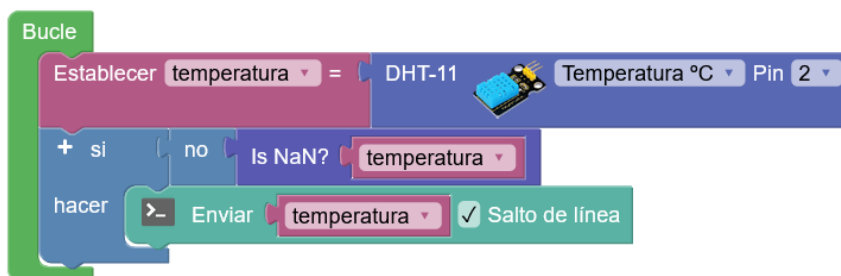 Bucle
Establecer temperatura = DHT-11 Temperatura ºC Pin 2
+ si no Is NaN? temperatura
hacer >_ Enviar temperatura ✓ Salto de línea